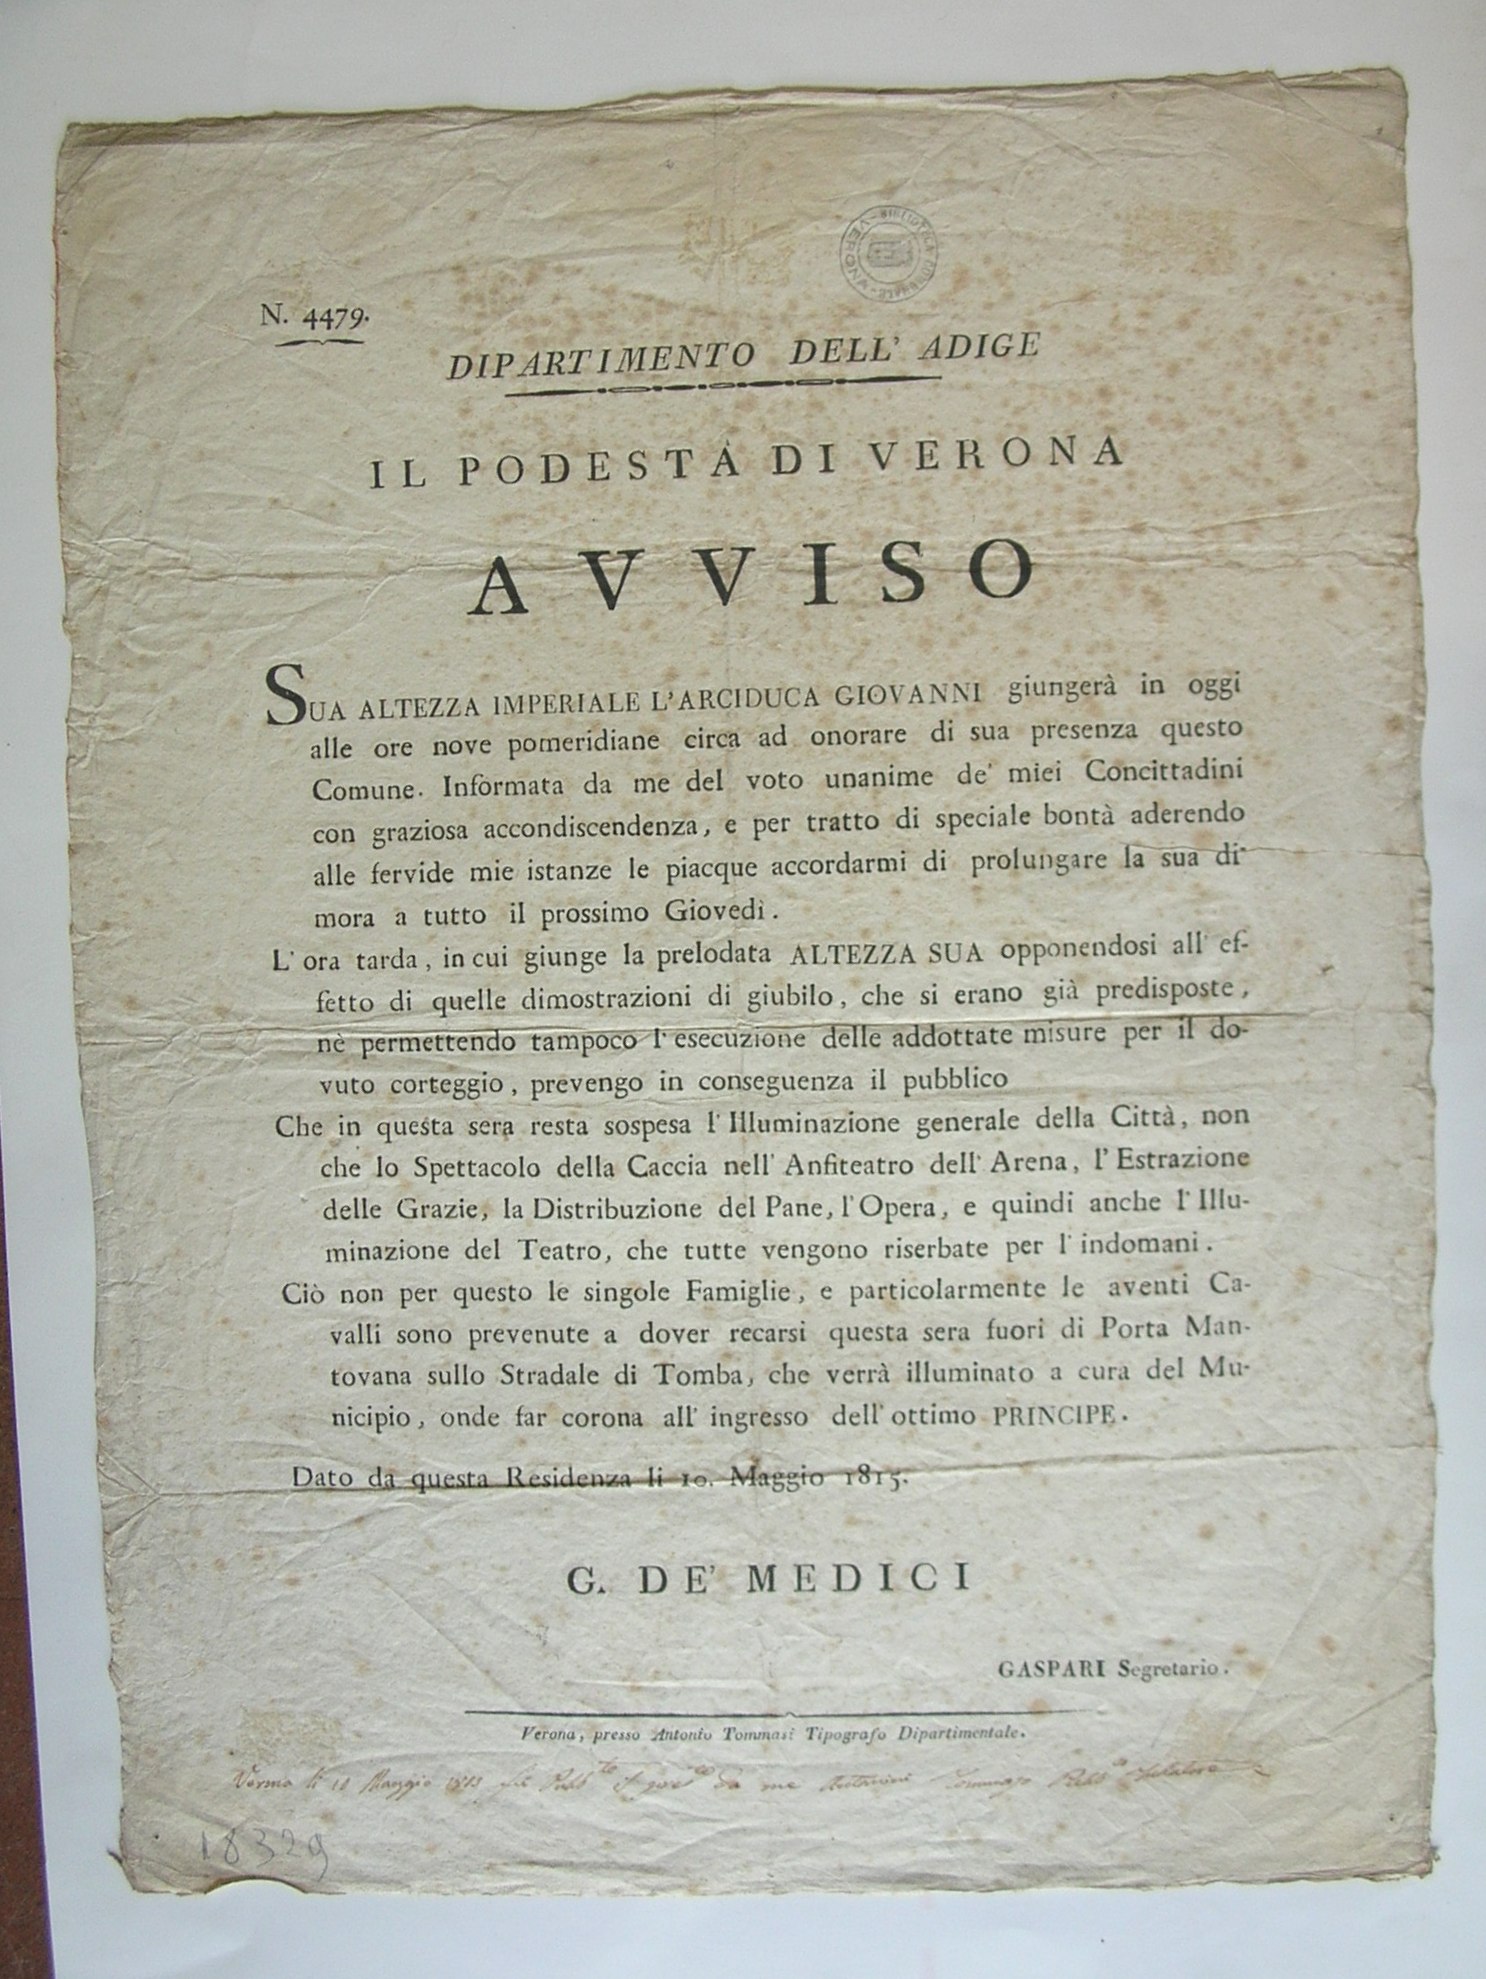 BIBLIOTECA COMUNALE - VERONA -
N. 4479.
DIPARTIMENTO DELL' ADIGE
IL PODESTÀ DI VERONA
AVVISO
SUA ALTEZZA IMPERIALE L'ARCIDUCA GIOVANNI giungerà in oggi
alle ore nove pomeridiane circa ad onorare di sua presenza questo
Comune. Informata da me del voto unanime de' miei Concittadini
con graziosa accondiscendenza, e per tratto di speciale bontà aderendo
alle fervide mie istanze le piacque accordarmi di prolungare la sua di-
mora a tutto il prossimo Giovedì.
L'ora tarda, in cui giunge la prelodata ALTEZZA SUA opponendosi all'ef-
fetto di quelle dimostrazioni di giubilo, che si erano già predisposte,
nè permettendo tampoco l'esecuzione delle addottate misure per il do-
vuto corteggio, prevengo in conseguenza il pubblico
Che in questa sera resta sospesa l'Illuminazione generale della Città, non
che lo Spettacolo della Caccia nell' Anfiteatro dell' Arena, l'Estrazione
delle Grazie, la Distribuzione del Pane, l'Opera, e quindi anche l'Illu-
minazione del Teatro, che tutte vengono riserbate per l'indomani.
Ciò non per questo le singole Famiglie, e particolarmente le aventi Ca-
valli sono prevenute a dover recarsi questa sera fuori di Porta Man-
tovana sullo Stradale di Tomba, che verrà illuminato a cura del Mu-
nicipio, onde far corona all' ingresso dell'ottimo PRINCIPE.
Dato da questa Residenza li 10. Maggio 1815.
G. DE' MEDICI
GASPARI Segretario.
Verona, presso Antonio Tommasi Tipografo Dipartimentale.
Verona li 10 Maggio da me
18329